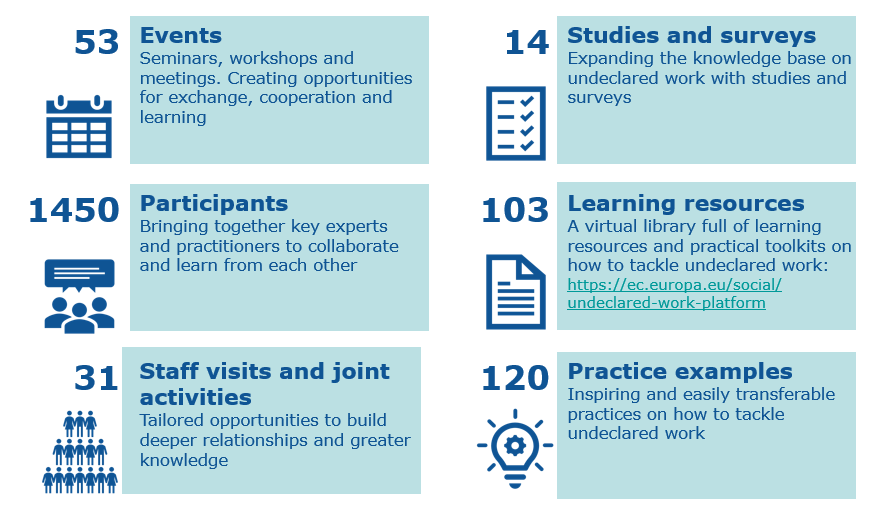 53
Events
Seminars, workshops and
meetings. Creating opportunities
for exchange, cooperation and
learning
14
Studies and surveys
Expanding the knowledge base on
undeclared work with studies and
surveys
1450
Participants
Bringing together key experts
and practitioners to collaborate
and learn from each other
103
Learning resources
A virtual library full of learning
resources and practical toolkits on
how to tackle undeclared work:
https://ec.europa.eu/social/
undeclared-work-platform
31
Staff visits and joint
activities
Tailored opportunities to build
deeper relationships and greater
knowledge
120
Practice examples
Inspiring and easily transferable
practices on how to tackle
undeclared work